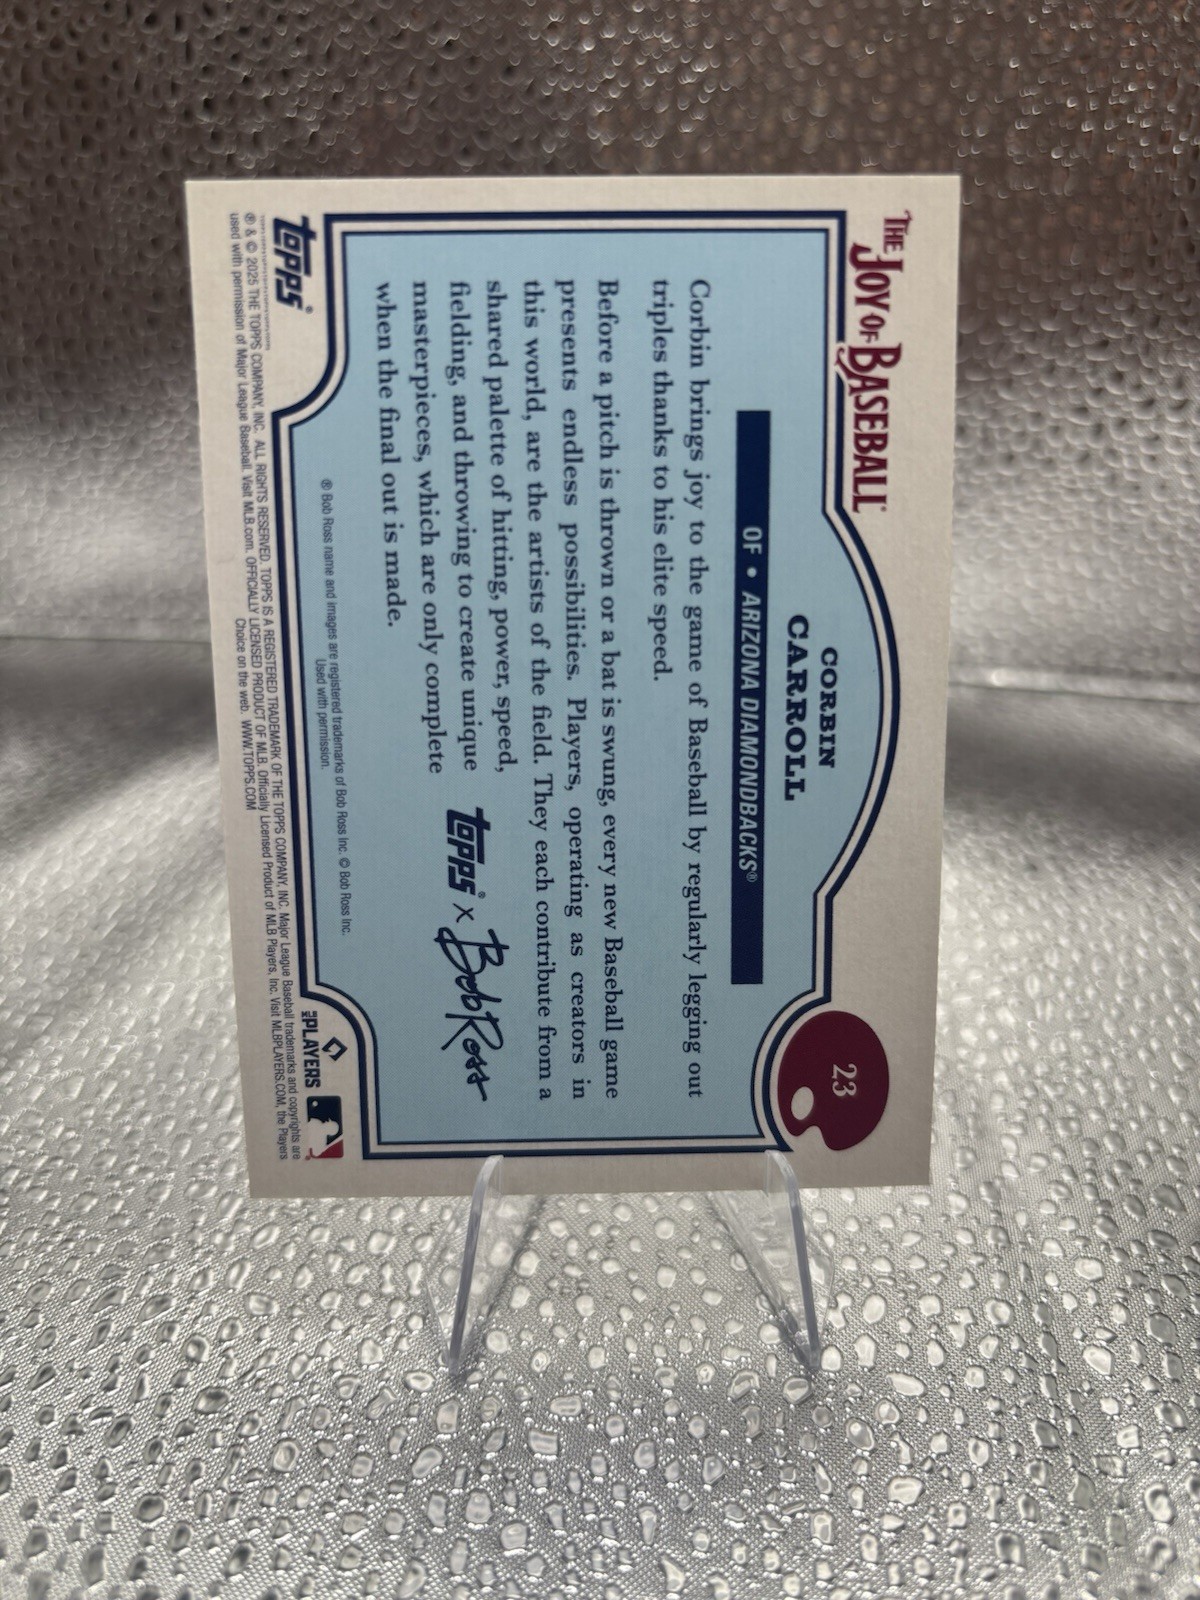 THE JOY OF BASEBALL
23
CORBIN
CARROLL
OF • ARIZONA DIAMONDBACKS®
Corbin brings joy to the game of Baseball by regularly legging out
triples thanks to his elite speed.
Before a pitch is thrown or a bat is swung, every new Baseball game
presents endless possibilities. Players, operating as creators in
this world, are the artists of the field. They each contribute from a
shared palette of hitting, power, speed,
fielding, and throwing to create unique
masterpieces, which are only complete
when the final out is made.
topps® x Bob Ross
® Bob Ross name and images are registered trademarks of Bob Ross Inc. © Bob Ross Inc.
Used with permission.
topps®
MLB PLAYERS
® & © 2025 THE TOPPS COMPANY, INC. ALL RIGHTS RESERVED. TOPPS IS A REGISTERED TRADEMARK OF THE TOPPS COMPANY, INC. Major League Baseball trademarks and copyrights are
used with permission of Major League Baseball. Visit MLB.com. OFFICIALLY LICENSED PRODUCT OF MLB Players, Inc. Visit MLBPLAYERS.COM, the Players
Choice on the web. WWW.TOPPS.COM